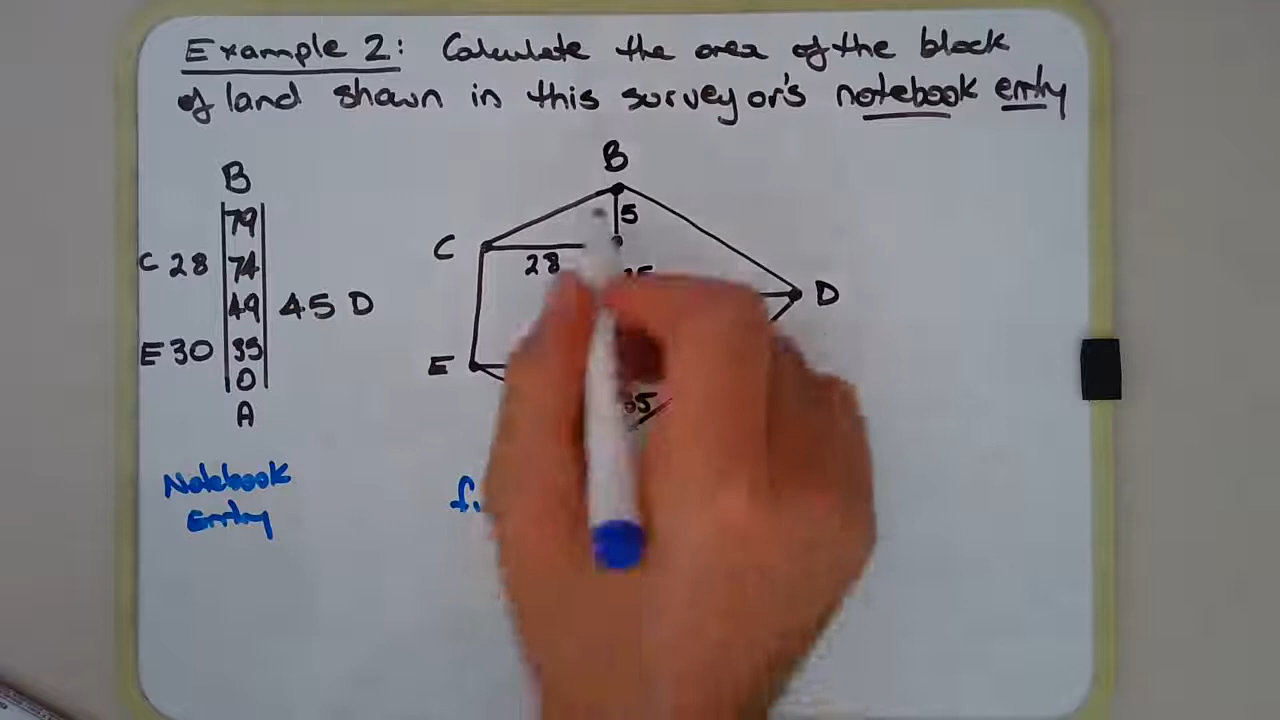 Example 2: Calculate the area of the block
of land shown in this surveyor's notebook entry
B
79
C 28 74
49 45 D
E 30 35
0
A
Notebook
Entry
B
5
C
28
D
E